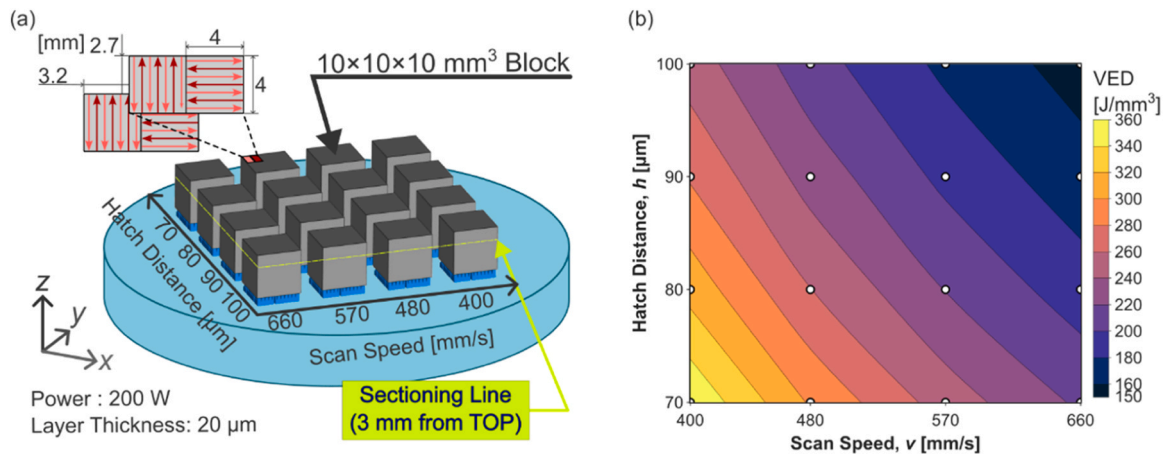 (a)
[mm]
2.7
4
3.2
4
10×10×10 mm³ Block
70
80
90
100
Hatch Distance [μm]
660
570
480
400
Scan Speed [mm/s]
z
y
x
Power : 200 W
Layer Thickness: 20 μm
Sectioning Line
(3 mm from TOP)
(b)
Hatch Distance, h [μm]
100
90
80
70
400
480
570
660
Scan Speed, v [mm/s]
VED
[J/mm³]
360
340
320
300
280
260
240
220
200
180
160
150